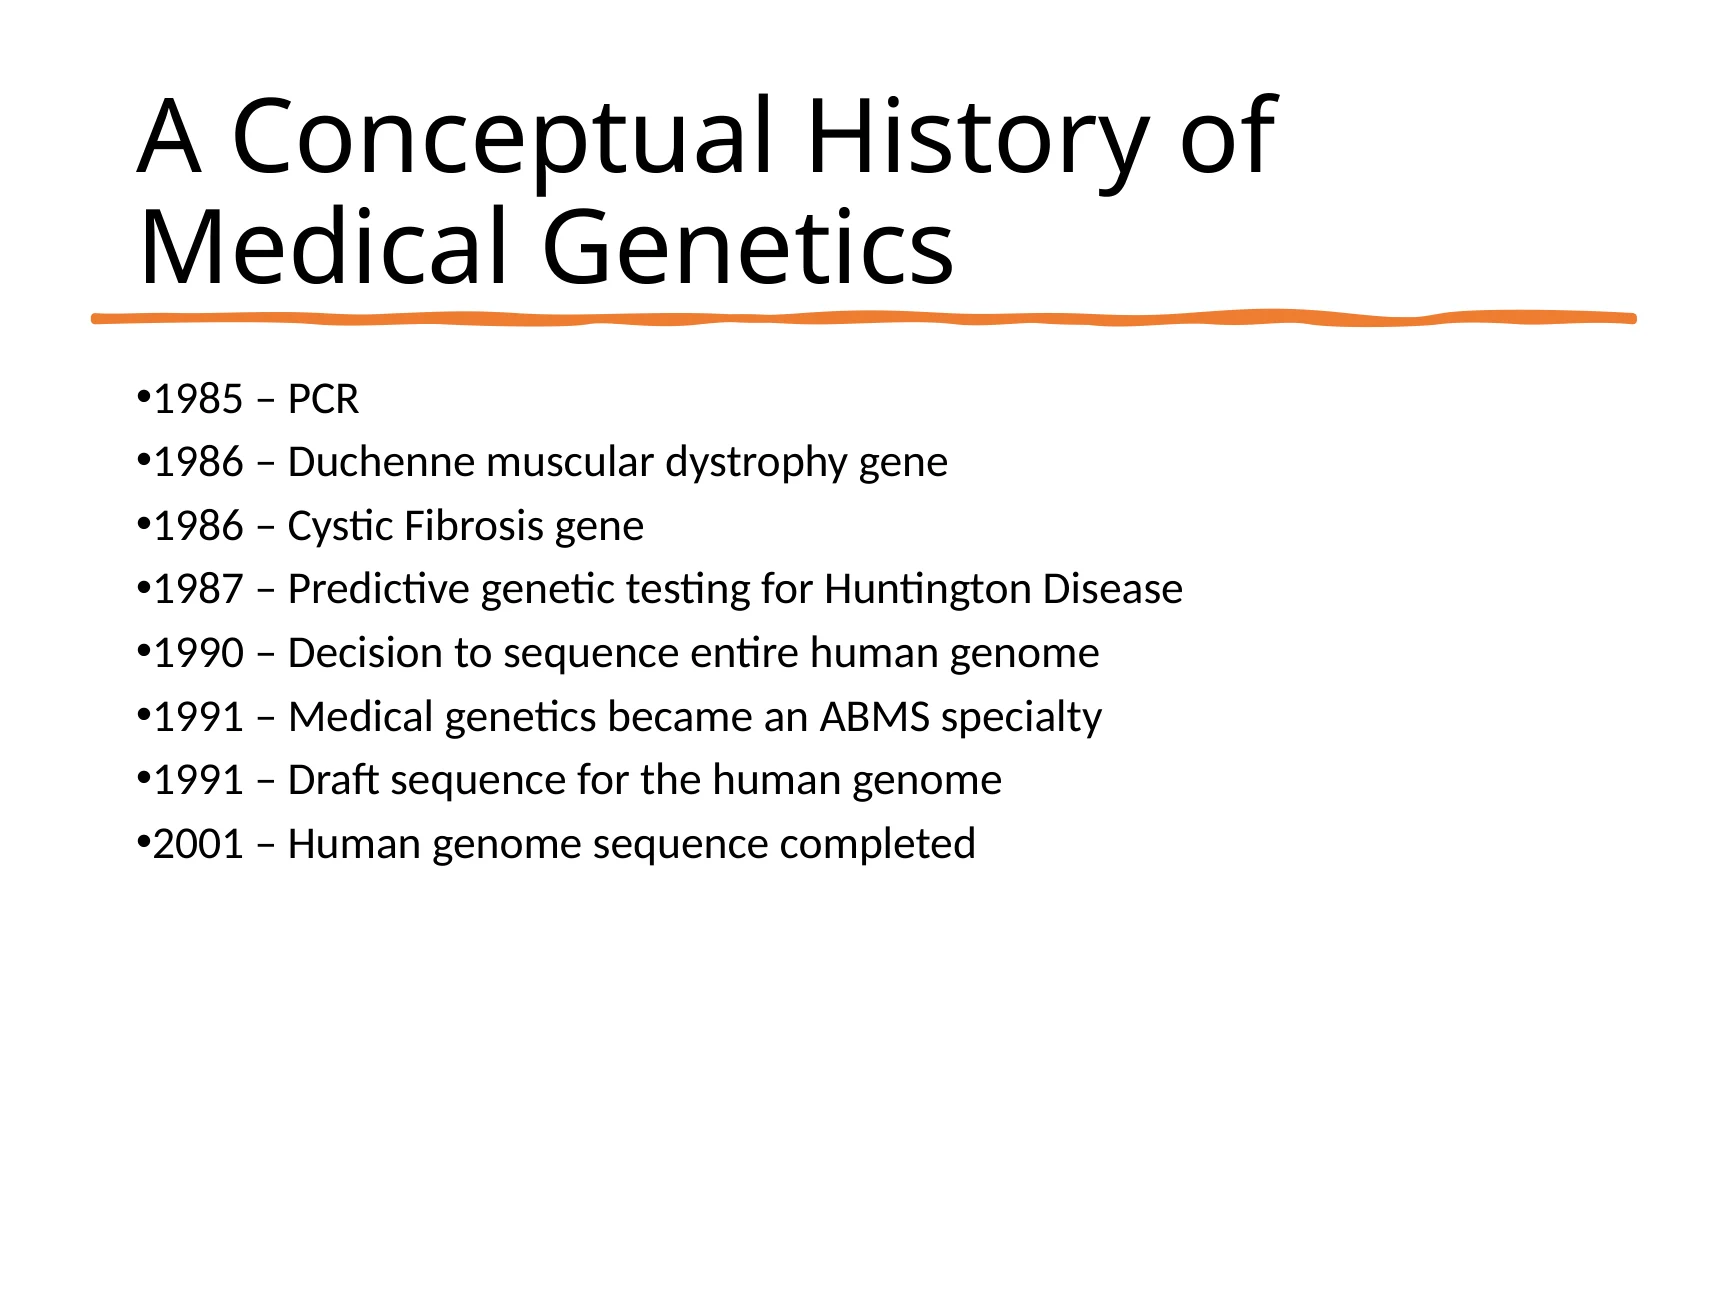 A Conceptual History of
Medical Genetics
•1985 – PCR
•1986 – Duchenne muscular dystrophy gene
•1986 – Cystic Fibrosis gene
•1987 – Predictive genetic testing for Huntington Disease
•1990 – Decision to sequence entire human genome
•1991 – Medical genetics became an ABMS specialty
•1991 – Draft sequence for the human genome
•2001 – Human genome sequence completed